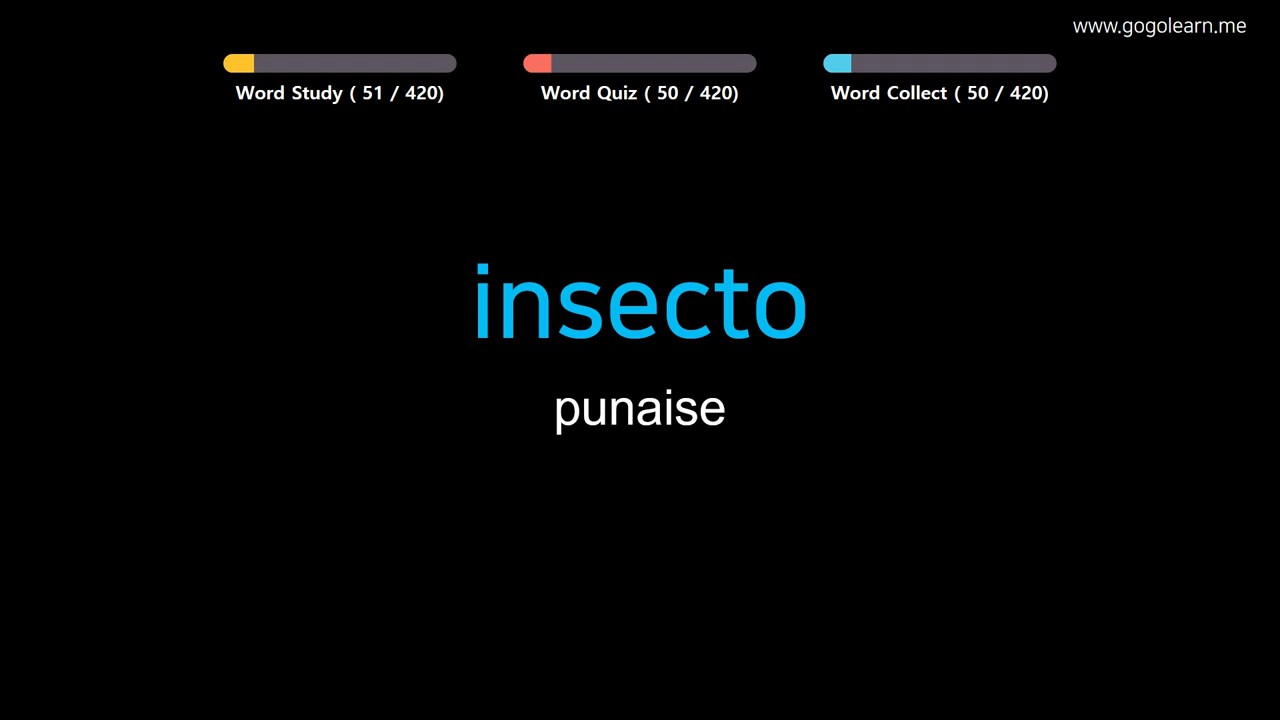 www.gogolearn.me
Word Study ( 51 / 420)
Word Quiz ( 50 / 420)
Word Collect ( 50 / 420)
insecto
punaise